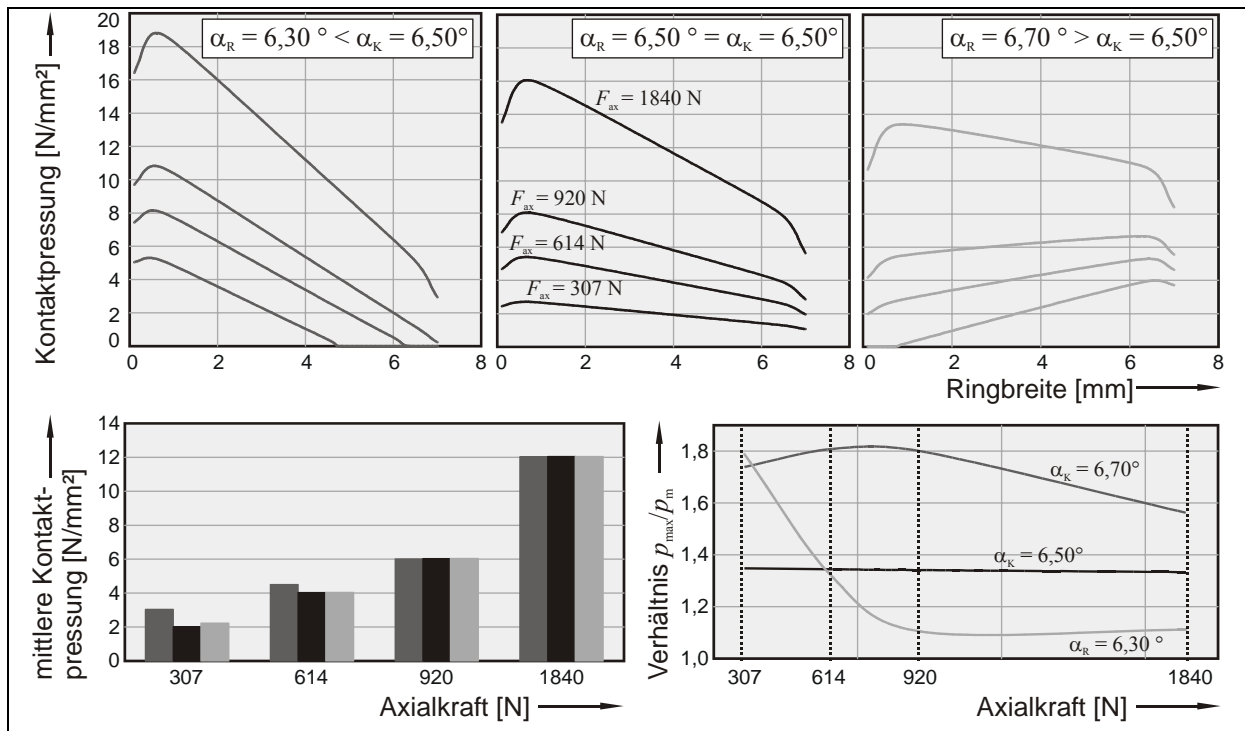 Kontaktpressung [N/mm²]
20
18
16
14
12
10
8
6
4
2
0
α_R = 6,30 ° < α_K = 6,50°
0 2 4 6 8
α_R = 6,50 ° = α_K = 6,50°
F_ax = 1840 N
F_ax = 920 N
F_ax = 614 N
F_ax = 307 N
0 2 4 6 8
α_R = 6,70 ° > α_K = 6,50°
0 2 4 6 8
Ringbreite [mm]
mittlere Kontakt-
pressung [N/mm²]
14
12
10
8
6
4
2
0
307 614 920 1840
Axialkraft [N]
Verhältnis p_max/p_m
1,8
1,6
1,4
1,2
1,0
α_K = 6,70°
α_K = 6,50°
α_R = 6,30 °
307 614 920 1840
Axialkraft [N]